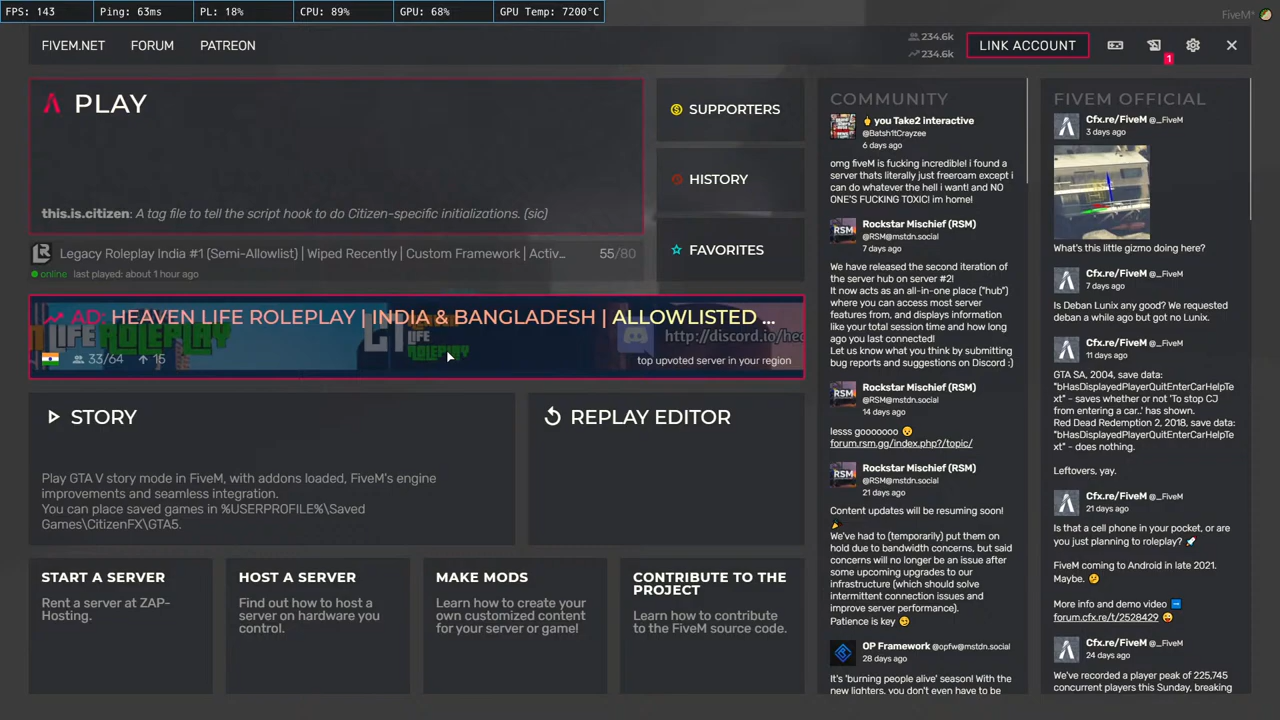 FPS: 143
Ping: 63ms
PL: 18%
CPU: 89%
GPU: 68%
GPU Temp: 7200°C
FiveM*
FIVEM.NET
FORUM
PATREON
234.6k
234.6k
LINK ACCOUNT
1
PLAY
this.is.citizen: A tag file to tell the script hook to do Citizen-specific initializations. (sic)
Legacy Roleplay India #1 (Semi-Allowlist) | Wiped Recently | Custom Framework | Activ...
55/80
online
last played: about 1 hour ago
SUPPORTERS
HISTORY
FAVORITES
AD: HEAVEN LIFE ROLEPLAY | INDIA & BANGLADESH | ALLOWLISTED ...
LIFE ROLEPLAY
LIFE
ROLEPLAY
http://discord.io/hea
33/64
15
top upvoted server in your region
STORY
Play GTA V story mode in FiveM, with addons loaded, FiveM's engine
improvements and seamless integration.
You can place saved games in %USERPROFILE%\Saved
Games\CitizenFX\GTA5.
REPLAY EDITOR
START A SERVER
Rent a server at ZAP-
Hosting.
HOST A SERVER
Find out how to host a
server on hardware you
control.
MAKE MODS
Learn how to create your
own customized content
for your server or game!
CONTRIBUTE TO THE
PROJECT
Learn how to contribute
to the FiveM source code.
COMMUNITY
🖕 you Take2 interactive
@Batsh1tCrayzee
6 days ago
omg fiveM is fucking incredible! i found a
server thats literally just freeroam except i
can do whatever the hell i want! and NO
ONE'S FUCKING TOXIC! im home!
RSM
Rockstar Mischief (RSM)
@RSM@mstdn.social
7 days ago
We have released the second iteration of
the server hub on server #2!
It now acts as an all-in-one place ("hub")
where you can access most server
features from, and displays information
like your total session time and how long
ago you last connected!
Let us know what you think by submitting
bug reports and suggestions on Discord :)
RSM
Rockstar Mischief (RSM)
@RSM@mstdn.social
14 days ago
lesss gooooooo 😮
forum.rsm.gg/index.php?/topic/
RSM
Rockstar Mischief (RSM)
@RSM@mstdn.social
21 days ago
Content updates will be resuming soon!
🎉
We've had to (temporarily) put them on
hold due to bandwidth concerns, but said
concerns will no longer be an issue after
some upcoming upgrades to our
infrastructure (which should solve
intermittent connection issues and
improve server performance).
Patience is key 😏
OP Framework @opfw@mstdn.social
28 days ago
It's 'burning people alive' season! With the
new lighters, you don't even have to be
FIVEM OFFICIAL
Cfx.re/FiveM @_FiveM
3 days ago
What's this little gizmo doing here?
Cfx.re/FiveM @_FiveM
7 days ago
Is Deban Lunix any good? We requested
deban a while ago but got no Lunix.
Cfx.re/FiveM @_FiveM
11 days ago
GTA SA, 2004, save data:
"bHasDisplayedPlayerQuitEnterCarHelpTe
xt" - saves whether or not 'To stop CJ
from entering a car..' has shown.
Red Dead Redemption 2, 2018, save data:
"bHasDisplayedPlayerQuitEnterCarHelpTe
xt" - does nothing.
Leftovers, yay.
Cfx.re/FiveM @_FiveM
21 days ago
Is that a cell phone in your pocket, or are
you just planning to roleplay? 🚀
FiveM coming to Android in late 2021.
Maybe. 😕
More info and demo video ➡
forum.cfx.re/t/2528429 😛
Cfx.re/FiveM @_FiveM
24 days ago
We've recorded a player peak of 225,745
concurrent players this Sunday, breaking